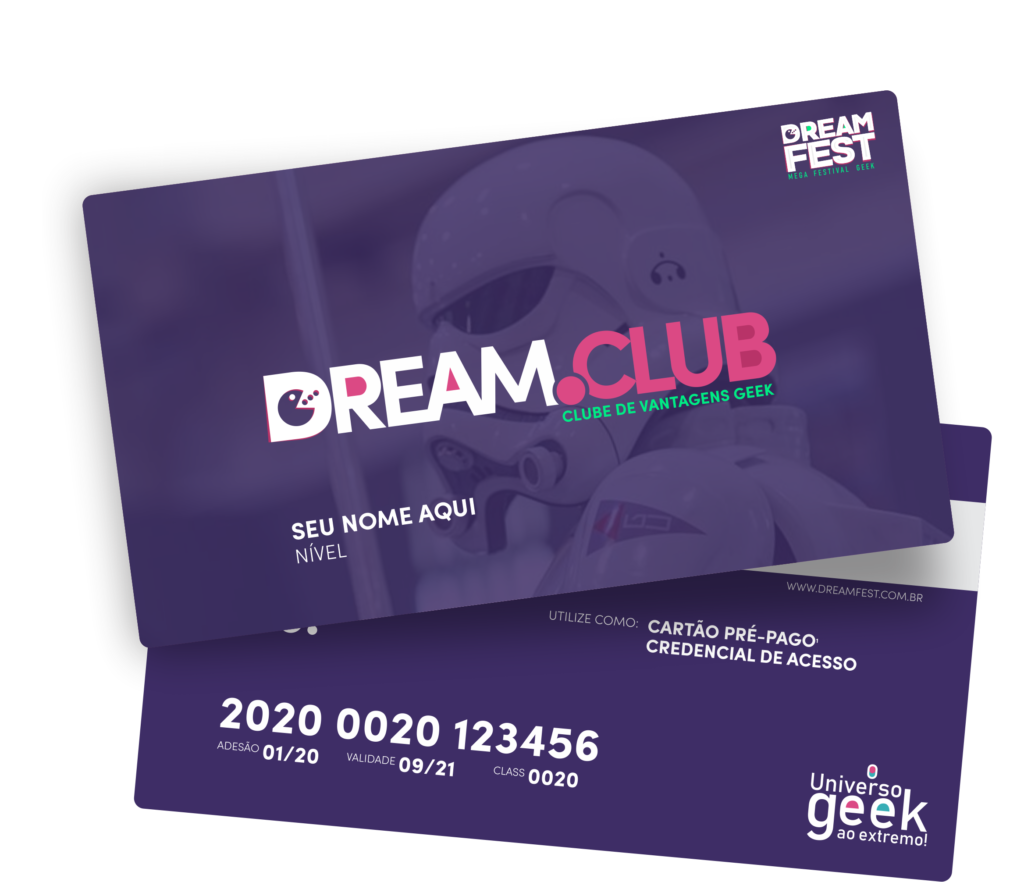 DREAM
FEST
MEGA FESTIVAL GEEK
DREAM.CLUB
CLUBE DE VANTAGENS GEEK
SEU NOME AQUI
NÍVEL
WWW.DREAMFEST.COM.BR
UTILIZE COMO: CARTÃO PRÉ-PAGO
CREDENCIAL DE ACESSO
2020 0020 123456
ADESÃO 01/20 VALIDADE 09/21 CLASS 0020
Universo
geek
ao extremo!